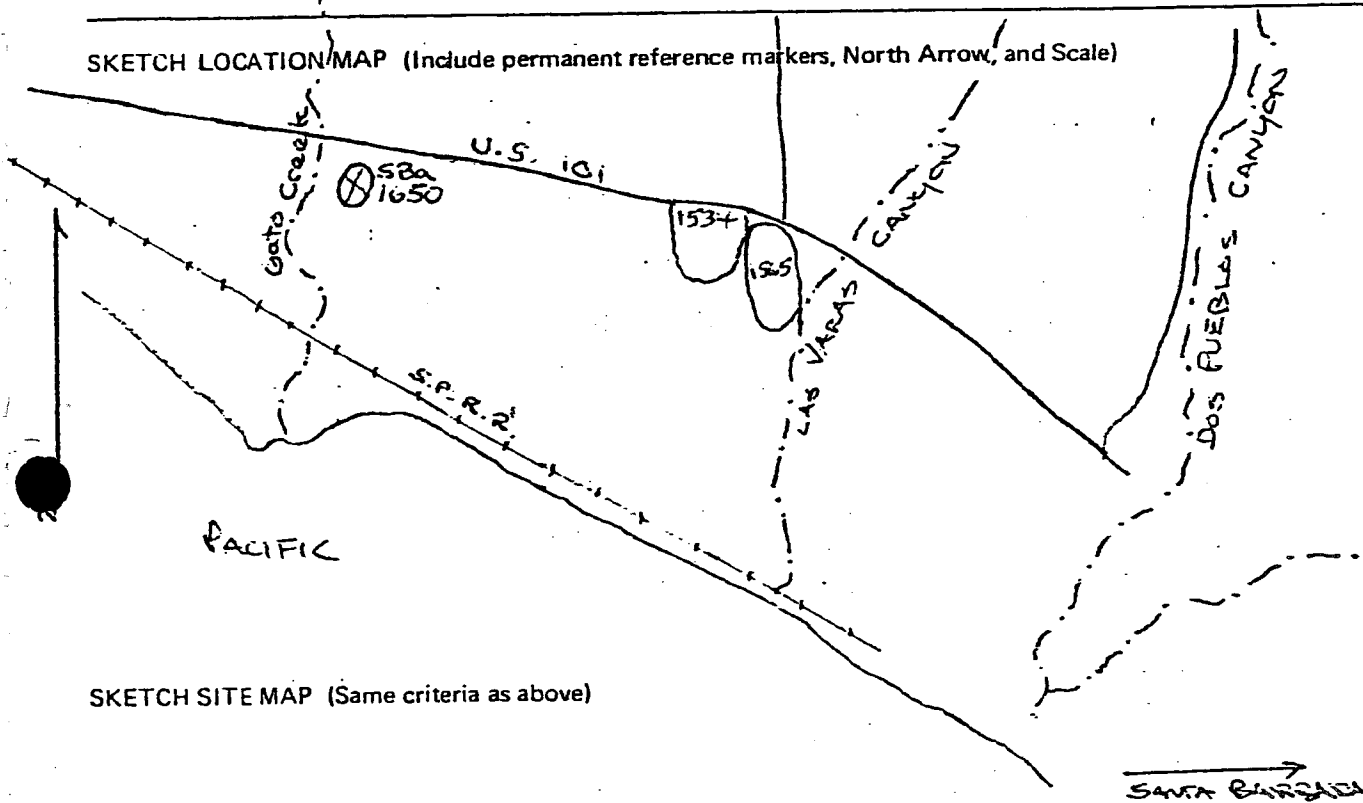 SKETCH LOCATION MAP (Include permanent reference markers, North Arrow, and Scale)
Gato Creek
U.S. 101
SBa
1650
1534
1565
CANYON
LAS VARAS
DOS PUEBLOS CANYON
S.P.R.R.
PACIFIC
SKETCH SITE MAP (Same criteria as above)
SANTA BARBARA